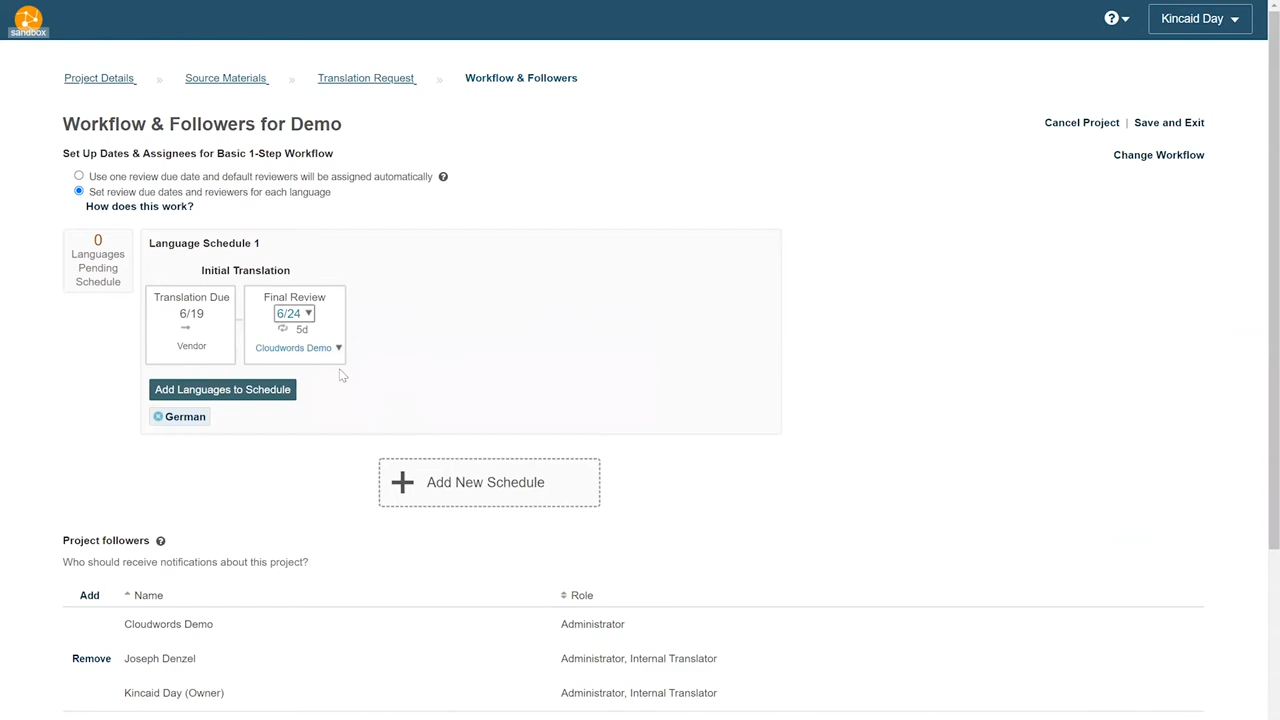 sandbox
?
Kincaid Day
Project Details » Source Materials » Translation Request » Workflow & Followers
Workflow & Followers for Demo
Cancel Project | Save and Exit
Set Up Dates & Assignees for Basic 1-Step Workflow
Change Workflow
Use one review due date and default reviewers will be assigned automatically ?
Set review due dates and reviewers for each language
How does this work?
0
Languages
Pending
Schedule
Language Schedule 1
Initial Translation
Translation Due
6/19
Vendor
Final Review
6/24
5d
Cloudwords Demo
Add Languages to Schedule
German
Add New Schedule
Project followers ?
Who should receive notifications about this project?
Add Name Role
Cloudwords Demo Administrator
Remove Joseph Denzel Administrator, Internal Translator
Kincaid Day (Owner) Administrator, Internal Translator